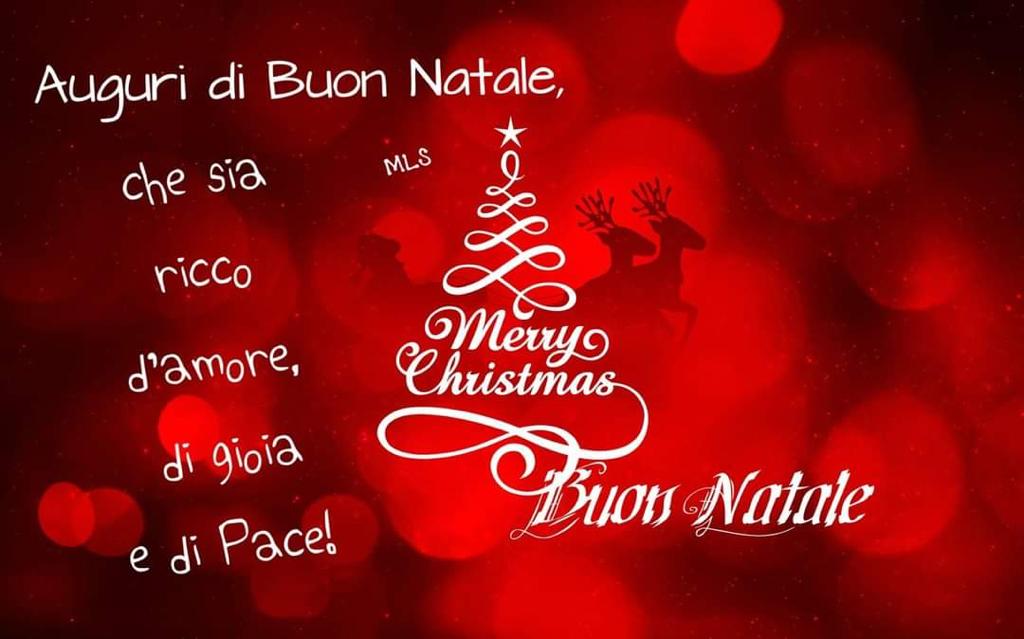 Auguri di Buon Natale,
che sia
MLS
ricco
d'amore,
di gioia
e di Pace!
Merry
Christmas
Buon Natale